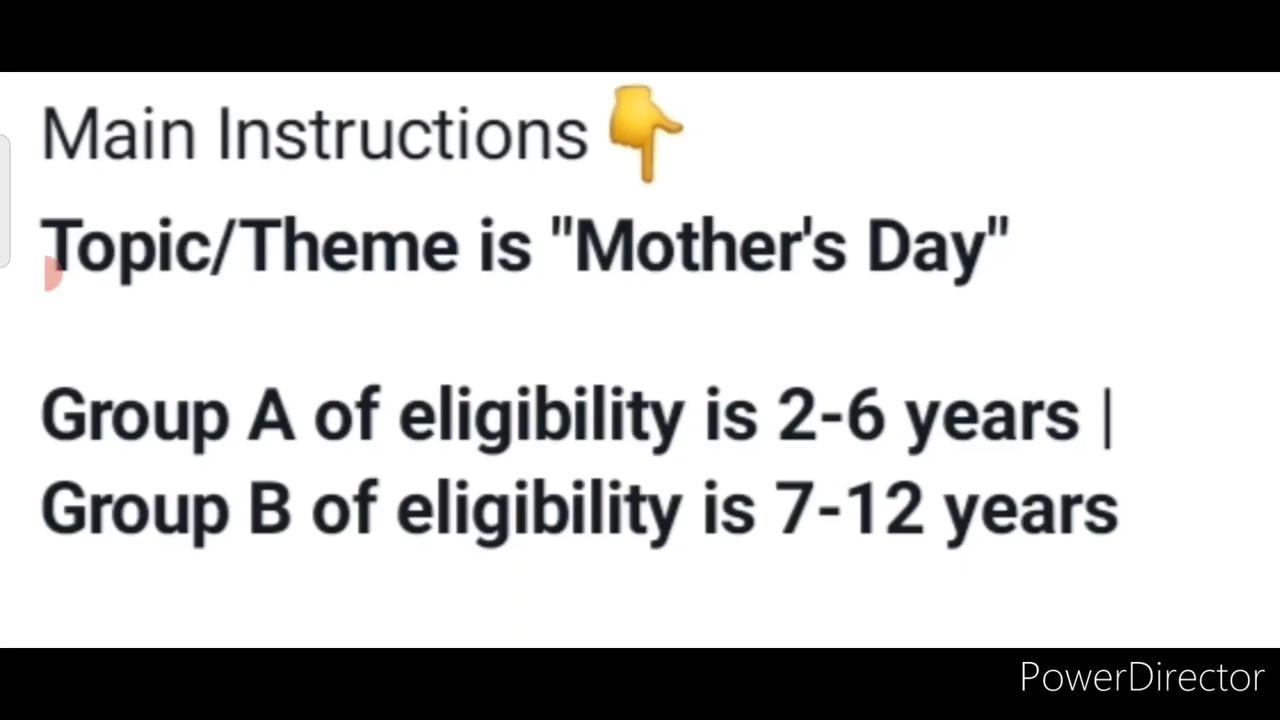 Main Instructions👇
Topic/Theme is "Mother's Day"
Group A of eligibility is 2-6 years |
Group B of eligibility is 7-12 years
PowerDirector